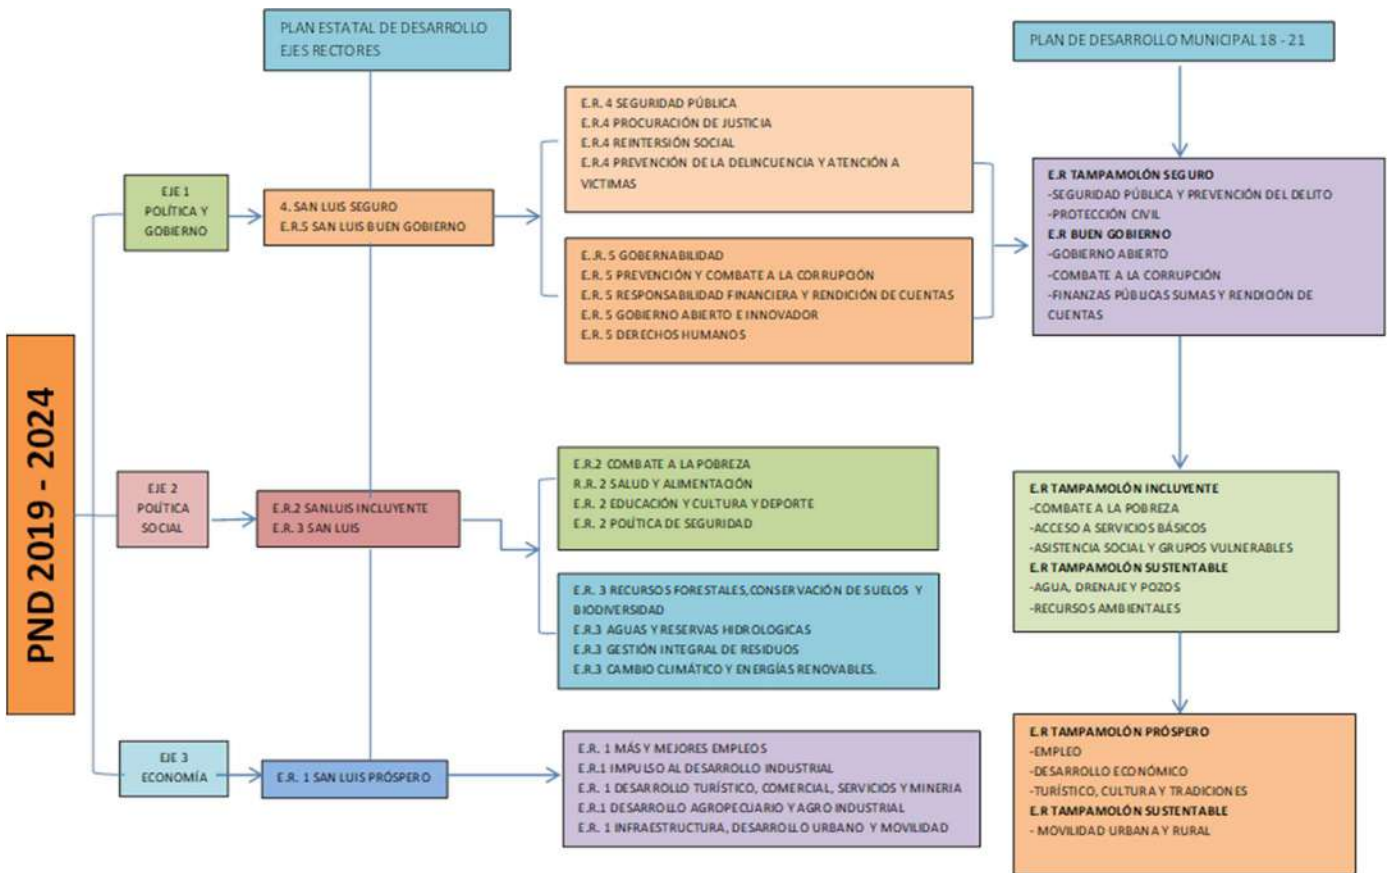 PLAN ESTATAL DE DESARROLLO
EJES RECTORES
PLAN DE DESARROLLO MUNICIPAL 18 - 21
E.R. 4 SEGURIDAD PÚBLICA
E.R.4 PROCURACIÓN DE JUSTICIA
E.R.4 REINTERSIÓN SOCIAL
E.R.4 PREVENCIÓN DE LA DELINCUENCIA Y ATENCIÓN A
VICTIMAS
EJE 1
POLÍTICA Y
GOBIERNO
4. SAN LUIS SEGURO
E.R.5 SAN LUIS BUEN GOBIERNO
E..R. 5 GOBERNABILIDAD
E.R. 5 PREVENCIÓN Y COMBATE A LA CORRUPCIÓN
E.R. 5 RESPONSABILIDAD FINANCIERA Y RENDICIÓN DE CUENTAS
E.R. 5 GOBIERNO ABIERTO E INNOVADOR
E.R. 5 DERECHOS HUMANOS
E.R TAMPAMOLÓN SEGURO
-SEGURIDAD PÚBLICA Y PREVENCIÓN DEL DELITO
-PROTECCIÓN CIVIL
E.R BUEN GOBIERNO
-GOBIERNO ABIERTO
-COMBATE A LA CORRUPCIÓN
-FINANZAS PÚBLICAS SUMAS Y RENDICIÓN DE
CUENTAS
PND 2019 - 2024
EJE 2
POLÍTICA
SOCIAL
E.R.2 SANLUIS INCLUYENTE
E.R. 3 SAN LUIS
E.R.2 COMBATE A LA POBREZA
R.R. 2 SALUD Y ALIMENTACIÓN
E.R. 2 EDUCACIÓN Y CULTURA Y DEPORTE
E.R. 2 POLÍTICA DE SEGURIDAD
E.R. 3 RECURSOS FORESTALES,CONSERVACIÓN DE SUELOS Y
BIODIVERSIDAD
E.R.3 AGUAS Y RESERVAS HIDROLOGICAS
E.R.3 GESTIÓN INTEGRAL DE RESIDUOS
E.R.3 CAMBIO CLIMÁTICO Y ENERGÍAS RENOVABLES.
E.R TAMPAMOLÓN INCLUYENTE
-COMBATE A LA POBREZA
-ACCESO A SERVICIOS BÁSICOS
-ASISTENCIA SOCIAL Y GRUPOS VULNERABLES
E.R TAMPAMOLÓN SUSTENTABLE
-AGUA, DRENAJE Y POZOS
-RECURSOS AMBIENTALES
EJE 3
ECONOMÍA
E.R. 1 SAN LUIS PRÓSPERO
E.R. 1 MÁS Y MEJORES EMPLEOS
E.R.1 IMPULSO AL DESARROLLO INDUSTRIAL
E.R. 1 DESARROLLO TURÍSTICO, COMERCIAL, SERVICIOS Y MINERIA
E.R.1 DESARROLLO AGROPECUARIO Y AGRO INDUSTRIAL
E.R. 1 INFRAESTRUCTURA, DESARROLLO URBANO Y MOVILIDAD
E.R TAMPAMOLÓN PRÓSPERO
-EMPLEO
-DESARROLLO ECONÓMICO
-TURÍSTICO, CULTURA Y TRADICIONES
E.R TAMPAMOLÓN SUSTENTABLE
- MOVILIDAD URBANA Y RURAL